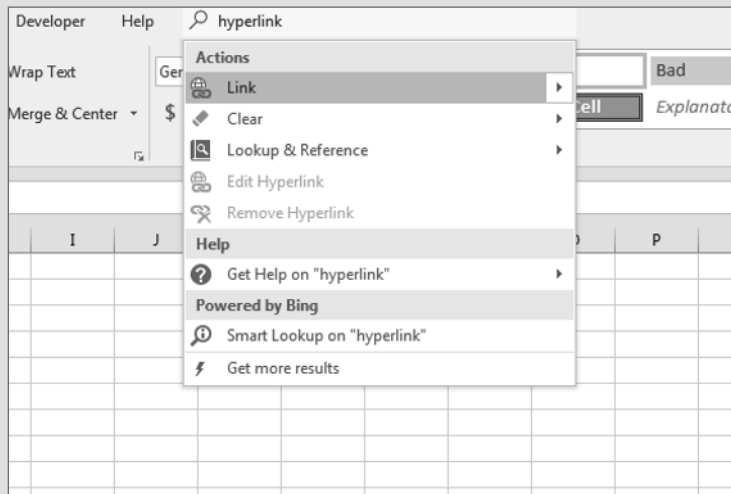 Developer Help hyperlink
Actions
Wrap Text Ger Bad
Link
Merge & Center $ Cell Explanato
Clear
Lookup & Reference
Edit Hyperlink
Remove Hyperlink
I J P
Help
Get Help on "hyperlink"
Powered by Bing
Smart Lookup on "hyperlink"
Get more results